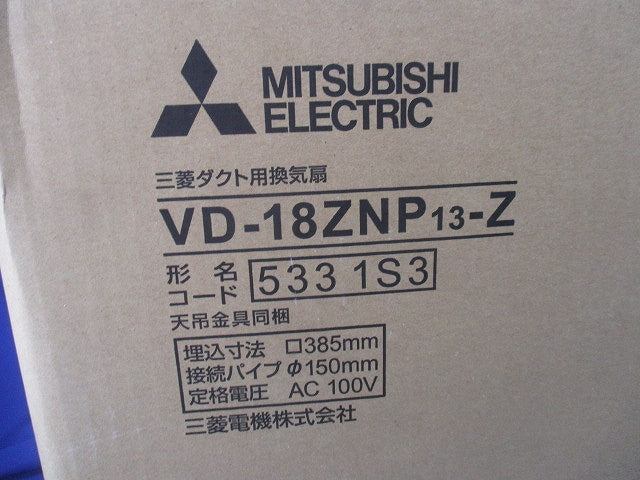 MITSUBISHI
ELECTRIC
三菱ダクト用換気扇
VD-18ZNP13-Z
形名 5331S3
コード
天吊金具同梱
埋込寸法 □385mm
接続パイプ φ150mm
定格電圧 AC 100V
三菱電機株式会社